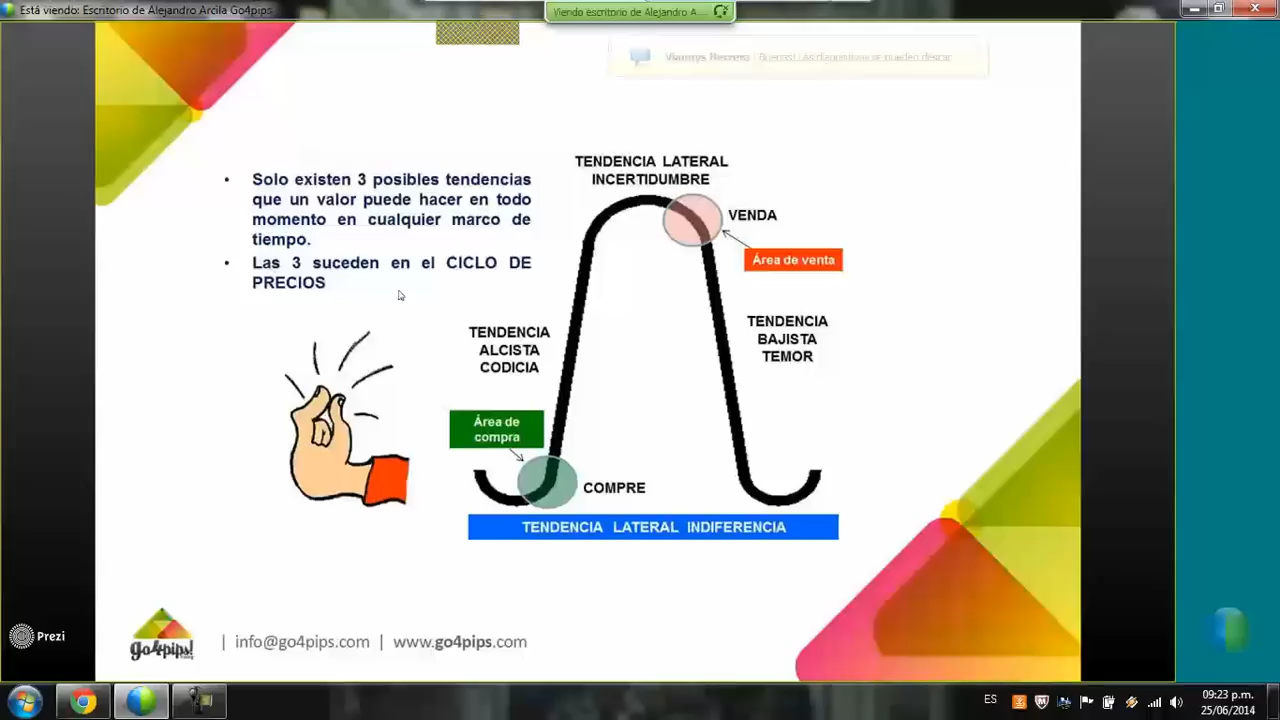 Está viendo: Escritorio de Alejandro Arcila Go4pips
Viendo escritorio de Alejandro A...
Viannys Herrera
TENDENCIA LATERAL
INCERTIDUMBRE
VENDA
Área de venta
• Solo existen 3 posibles tendencias
que un valor puede hacer en todo
momento en cualquier marco de
tiempo.
• Las 3 suceden en el CICLO DE
PRECIOS
TENDENCIA
ALCISTA
CODICIA
TENDENCIA
BAJISTA
TEMOR
Área de
compra
COMPRE
TENDENCIA LATERAL INDIFERENCIA
Prezi
go4pips!
| info@go4pips.com | www.go4pips.com
ES
09:23 p.m.
25/06/2014